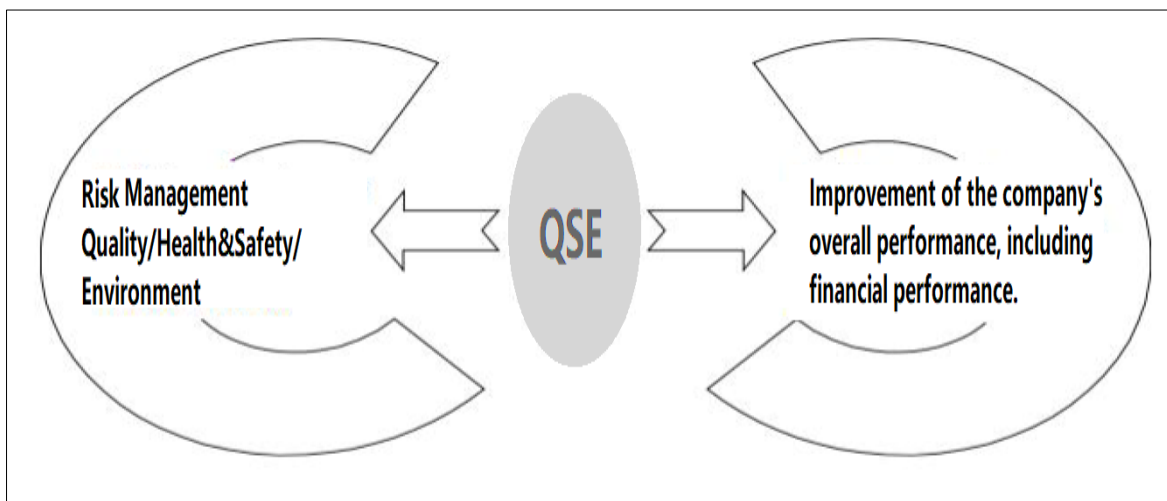 Risk Management
Quality/Health&Safety/
Environment
QSE
Improvement of the company's
overall performance, including
financial performance.